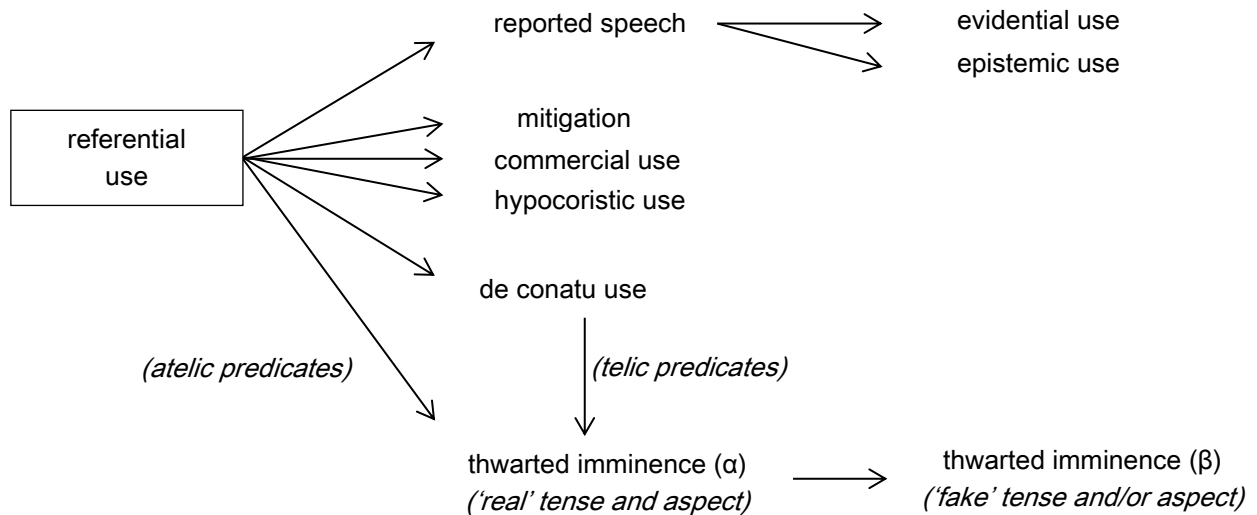 reported speech
evidential use
epistemic use
referential
use
mitigation
commercial use
hypocoristic use
de conatu use
(atelic predicates)
(telic predicates)
thwarted imminence (α)
(‘real’ tense and aspect)
thwarted imminence (β)
(‘fake’ tense and/or aspect)